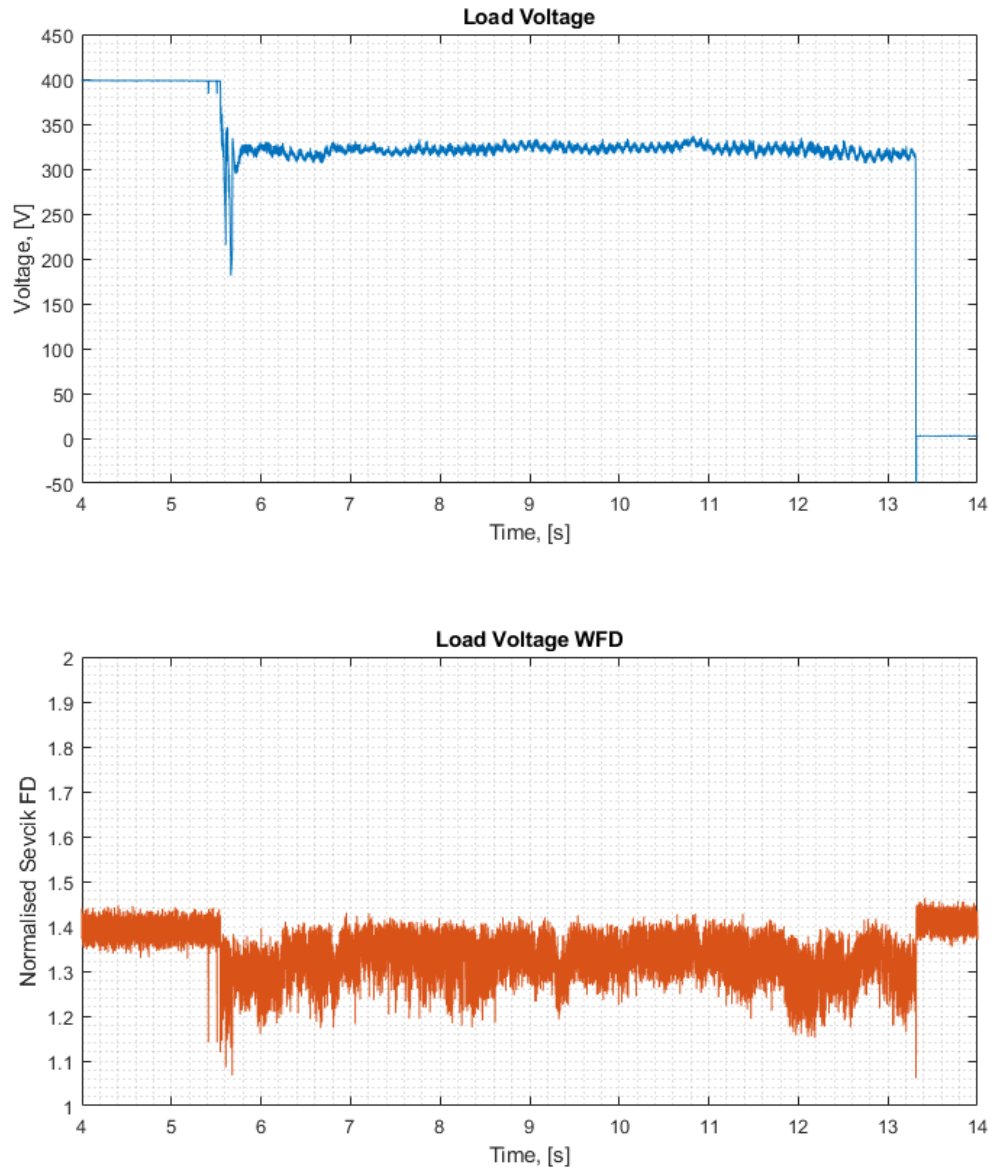 Load Voltage
450
400
350
300
250
200
150
100
50
0
-50
Voltage, [V]
4 5 6 7 8 9 10 11 12 13 14
Time, [s]
Load Voltage WFD
2
1.9
1.8
1.7
1.6
1.5
1.4
1.3
1.2
1.1
1
Normalised Sevcik FD
4 5 6 7 8 9 10 11 12 13 14
Time, [s]